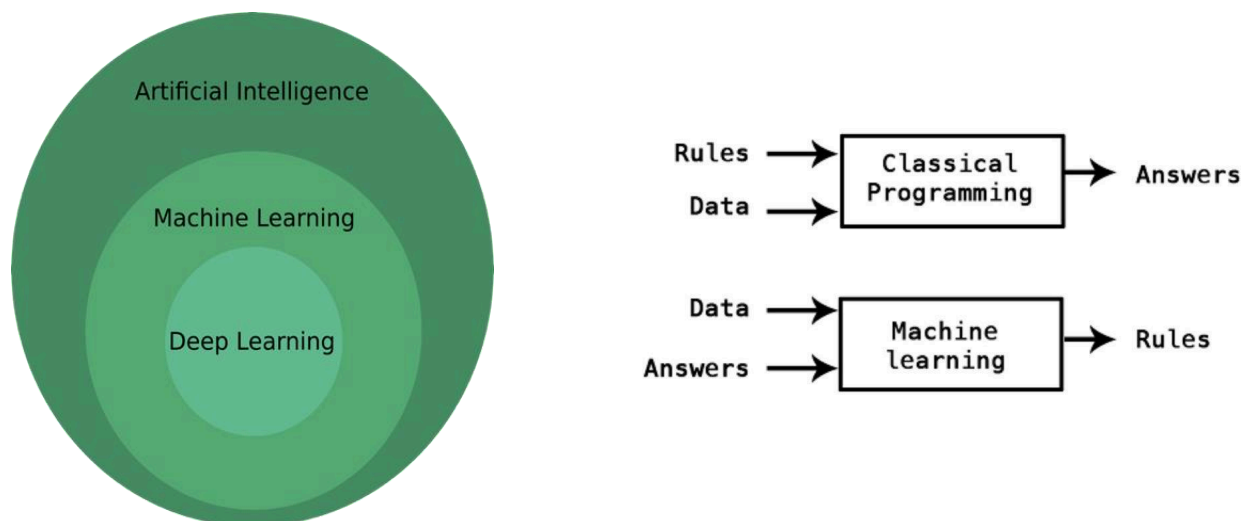 Artificial Intelligence
Machine Learning
Deep Learning
Rules
Data
Classical
Programming
Answers
Data
Answers
Machine
learning
Rules